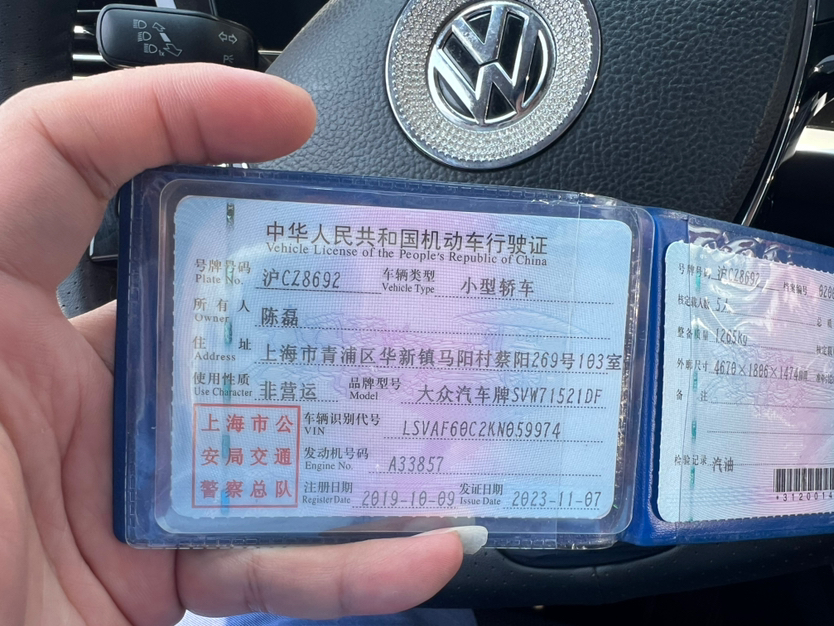 中华人民共和国机动车行驶证
Vehicle License of the People's Republic of China
号牌号码 沪CZ8692 车辆类型 小型轿车
Plate No. Vehicle Type
所有人 陈磊
Owner
住址 上海市青浦区华新镇马阳村蔡阳269号103室
Address
使用性质 非营运 品牌型号 大众汽车牌SVW71521DF
Use Character Model
上海市公
安局交通
警察总队
车辆识别代号 LSVAF60C2KN059974
VIN
发动机号码 A33857
Engine No.
注册日期 2019-10-09 发证日期 2023-11-07
Register Date Issue Date
号牌号码 沪CZ8692 档案编号
核定载人数 5人
整备质量 1265kg
外廓尺寸 4670×1806×1474
备注
检验记录 汽油